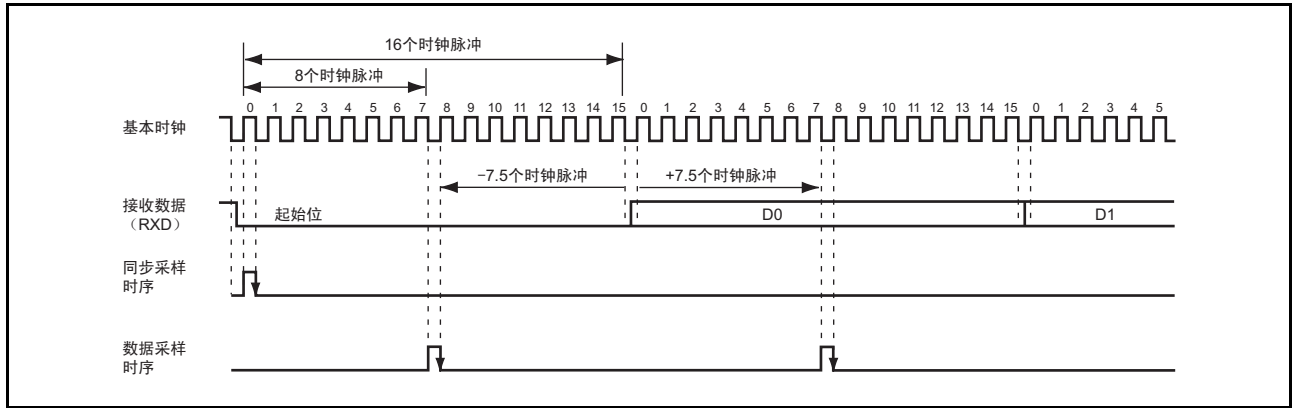 16个时钟脉冲
8个时钟脉冲
0 1 2 3 4 5 6 7 8 9 10 11 12 13 14 15 0 1 2 3 4 5 6 7 8 9 10 11 12 13 14 15 0 1 2 3 4 5
基本时钟
−7.5个时钟脉冲 +7.5个时钟脉冲
接收数据
（RXD）
起始位 D0 D1
同步采样
时序
数据采样
时序